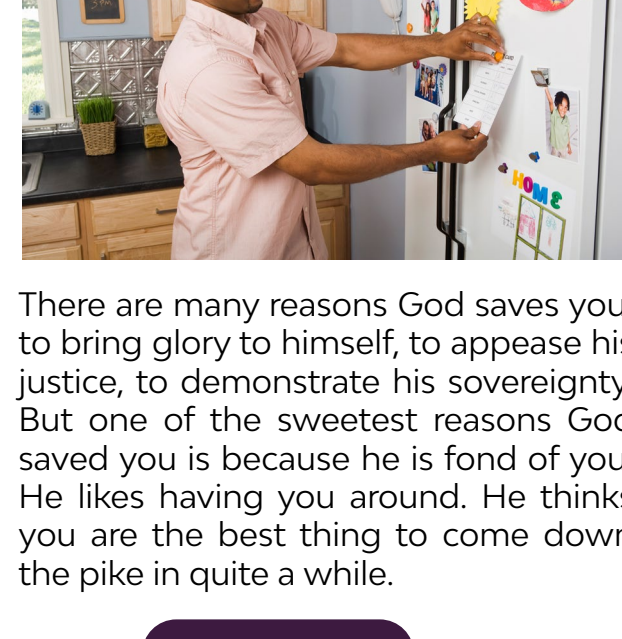 HOM 3
There are many reasons God saves you
to bring glory to himself, to appease his
justice, to demonstrate his sovereignty
But one of the sweetest reasons God
saved you is because he is fond of you
He likes having you around. He thinks
you are the best thing to come down
the pike in quite a while.